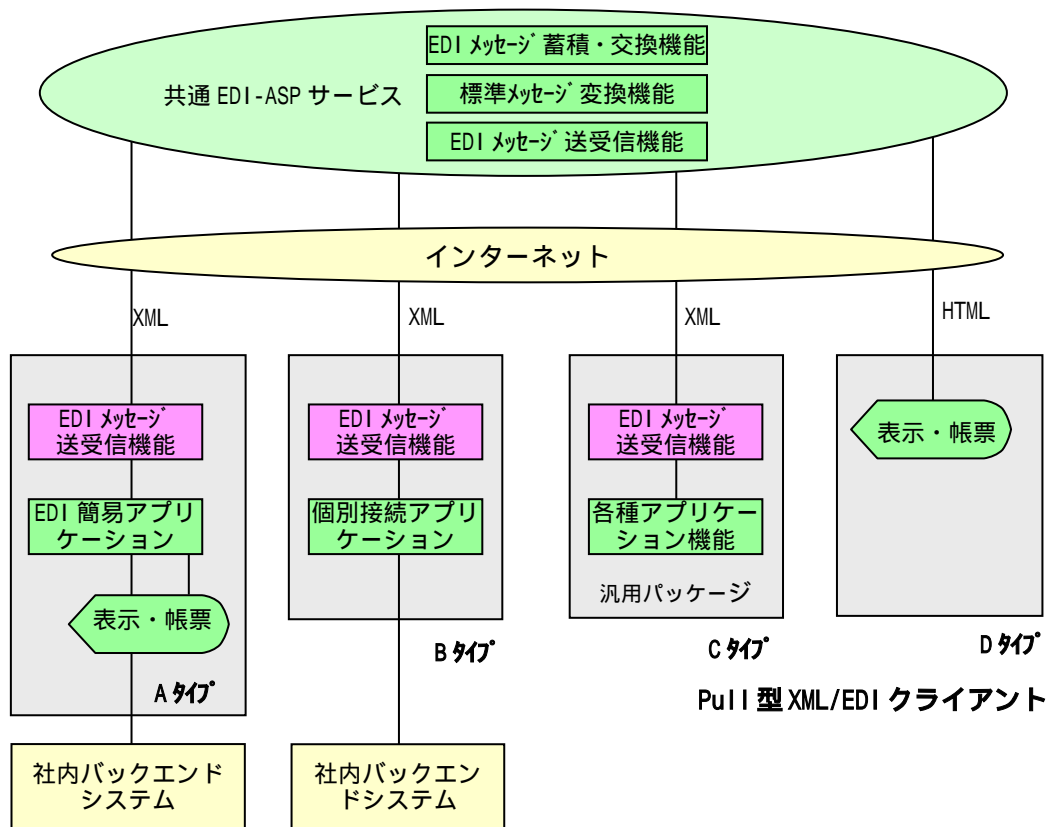 EDI ﾒｯｾｰｼﾞ 蓄積・交換機能
共通 EDI-ASP サービス
標準ﾒｯｾｰｼﾞ 変換機能
EDI ﾒｯｾｰｼﾞ 送受信機能
インターネット
XML
XML
XML
HTML
EDI ﾒｯｾｰｼﾞ
送受信機能
EDI ﾒｯｾｰｼﾞ
送受信機能
EDI ﾒｯｾｰｼﾞ
送受信機能
表示・帳票
EDI 簡易アプリ
ケーション
個別接続アプリ
ケーション
各種アプリケー
ション機能
汎用パッケージ
表示・帳票
A ﾀｲﾌﾟ
B ﾀｲﾌﾟ
C ﾀｲﾌﾟ
D ﾀｲﾌﾟ
Pull 型 XML/EDI クライアント
社内バックエンド
システム
社内バックエン
ドシステム